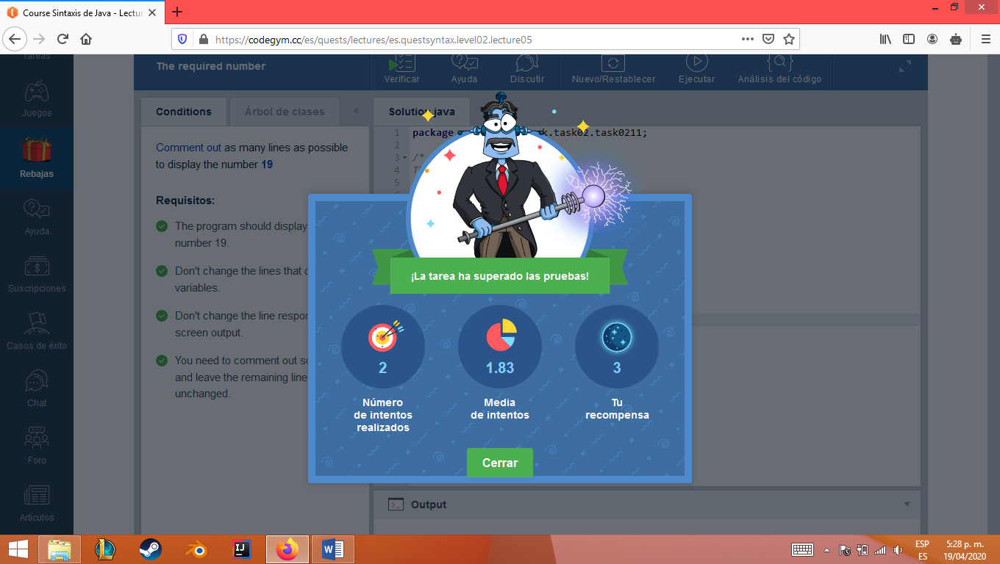 Course Sintaxis de Java - Lectur
https://codegym.cc/es/quests/lectures/es.questsyntax.level02.lecture05
Tareas
Juegos
Rebajas
Ayuda
Suscripciones
Casos de éxito
Chat
Foro
Artículos
The required number
Verificar
Ayuda
Discutir
Nuevo/Restablecer
Ejecutar
Análisis del código
Conditions
Árbol de clases
Comment out as many lines as possible
to display the number 19
Requisitos:
The program should display
number 19.
Don't change the lines that
variables.
Don't change the line
screen output.
You need to comment out
and leave the remaining
unchanged.
Solution.java
1 package k.task02.task0211;
2
3 /*
4
5
¡La tarea ha superado las pruebas!
2
Número
de intentos
realizados
1.83
Media
de intentos
3
Tu
recompensa
Cerrar
Output
ESP
ES
5:28 p. m.
19/04/2020